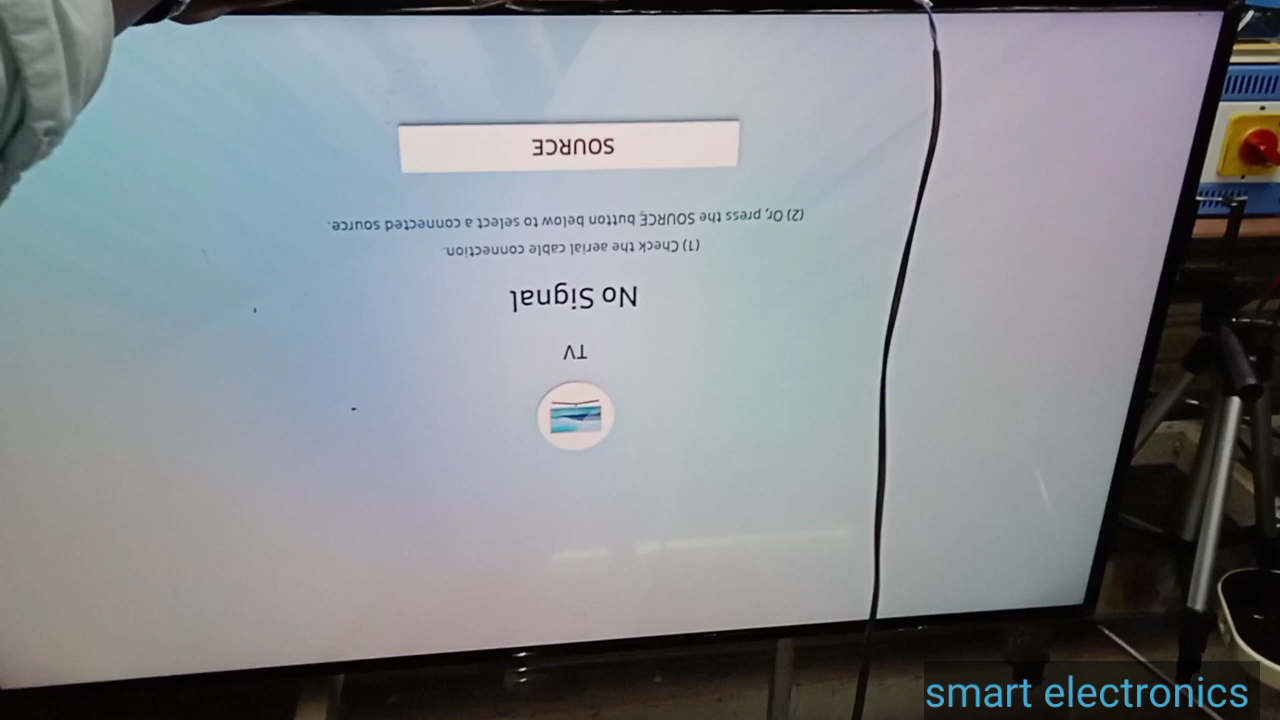 TV
No Signal
(1) Check the aerial cable connection.
(2) Or, press the SOURCE button below to select a connected source.
SOURCE
smart electronics